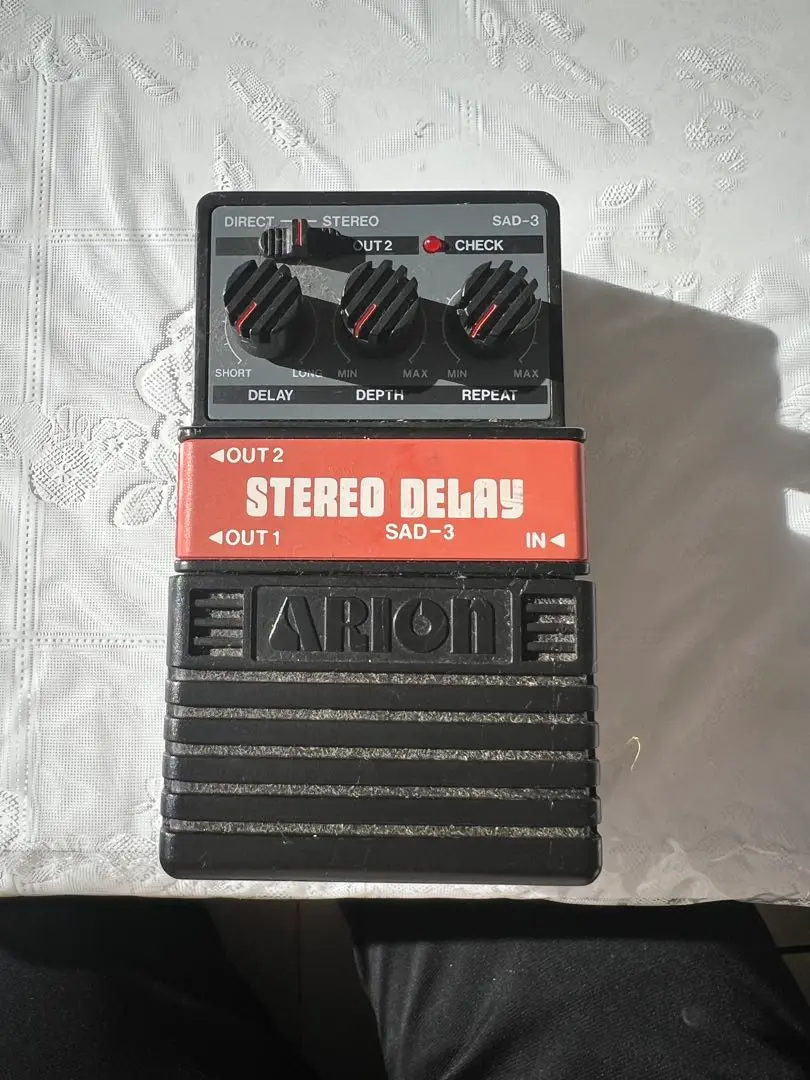 DIRECT STEREO SAD-3
OUT 2 CHECK
SHORT LONG MIN MAX MIN MAX
DELAY DEPTH REPEAT
◄OUT 2
STEREO DELAY
SAD-3
◄OUT 1 IN◄
ARION